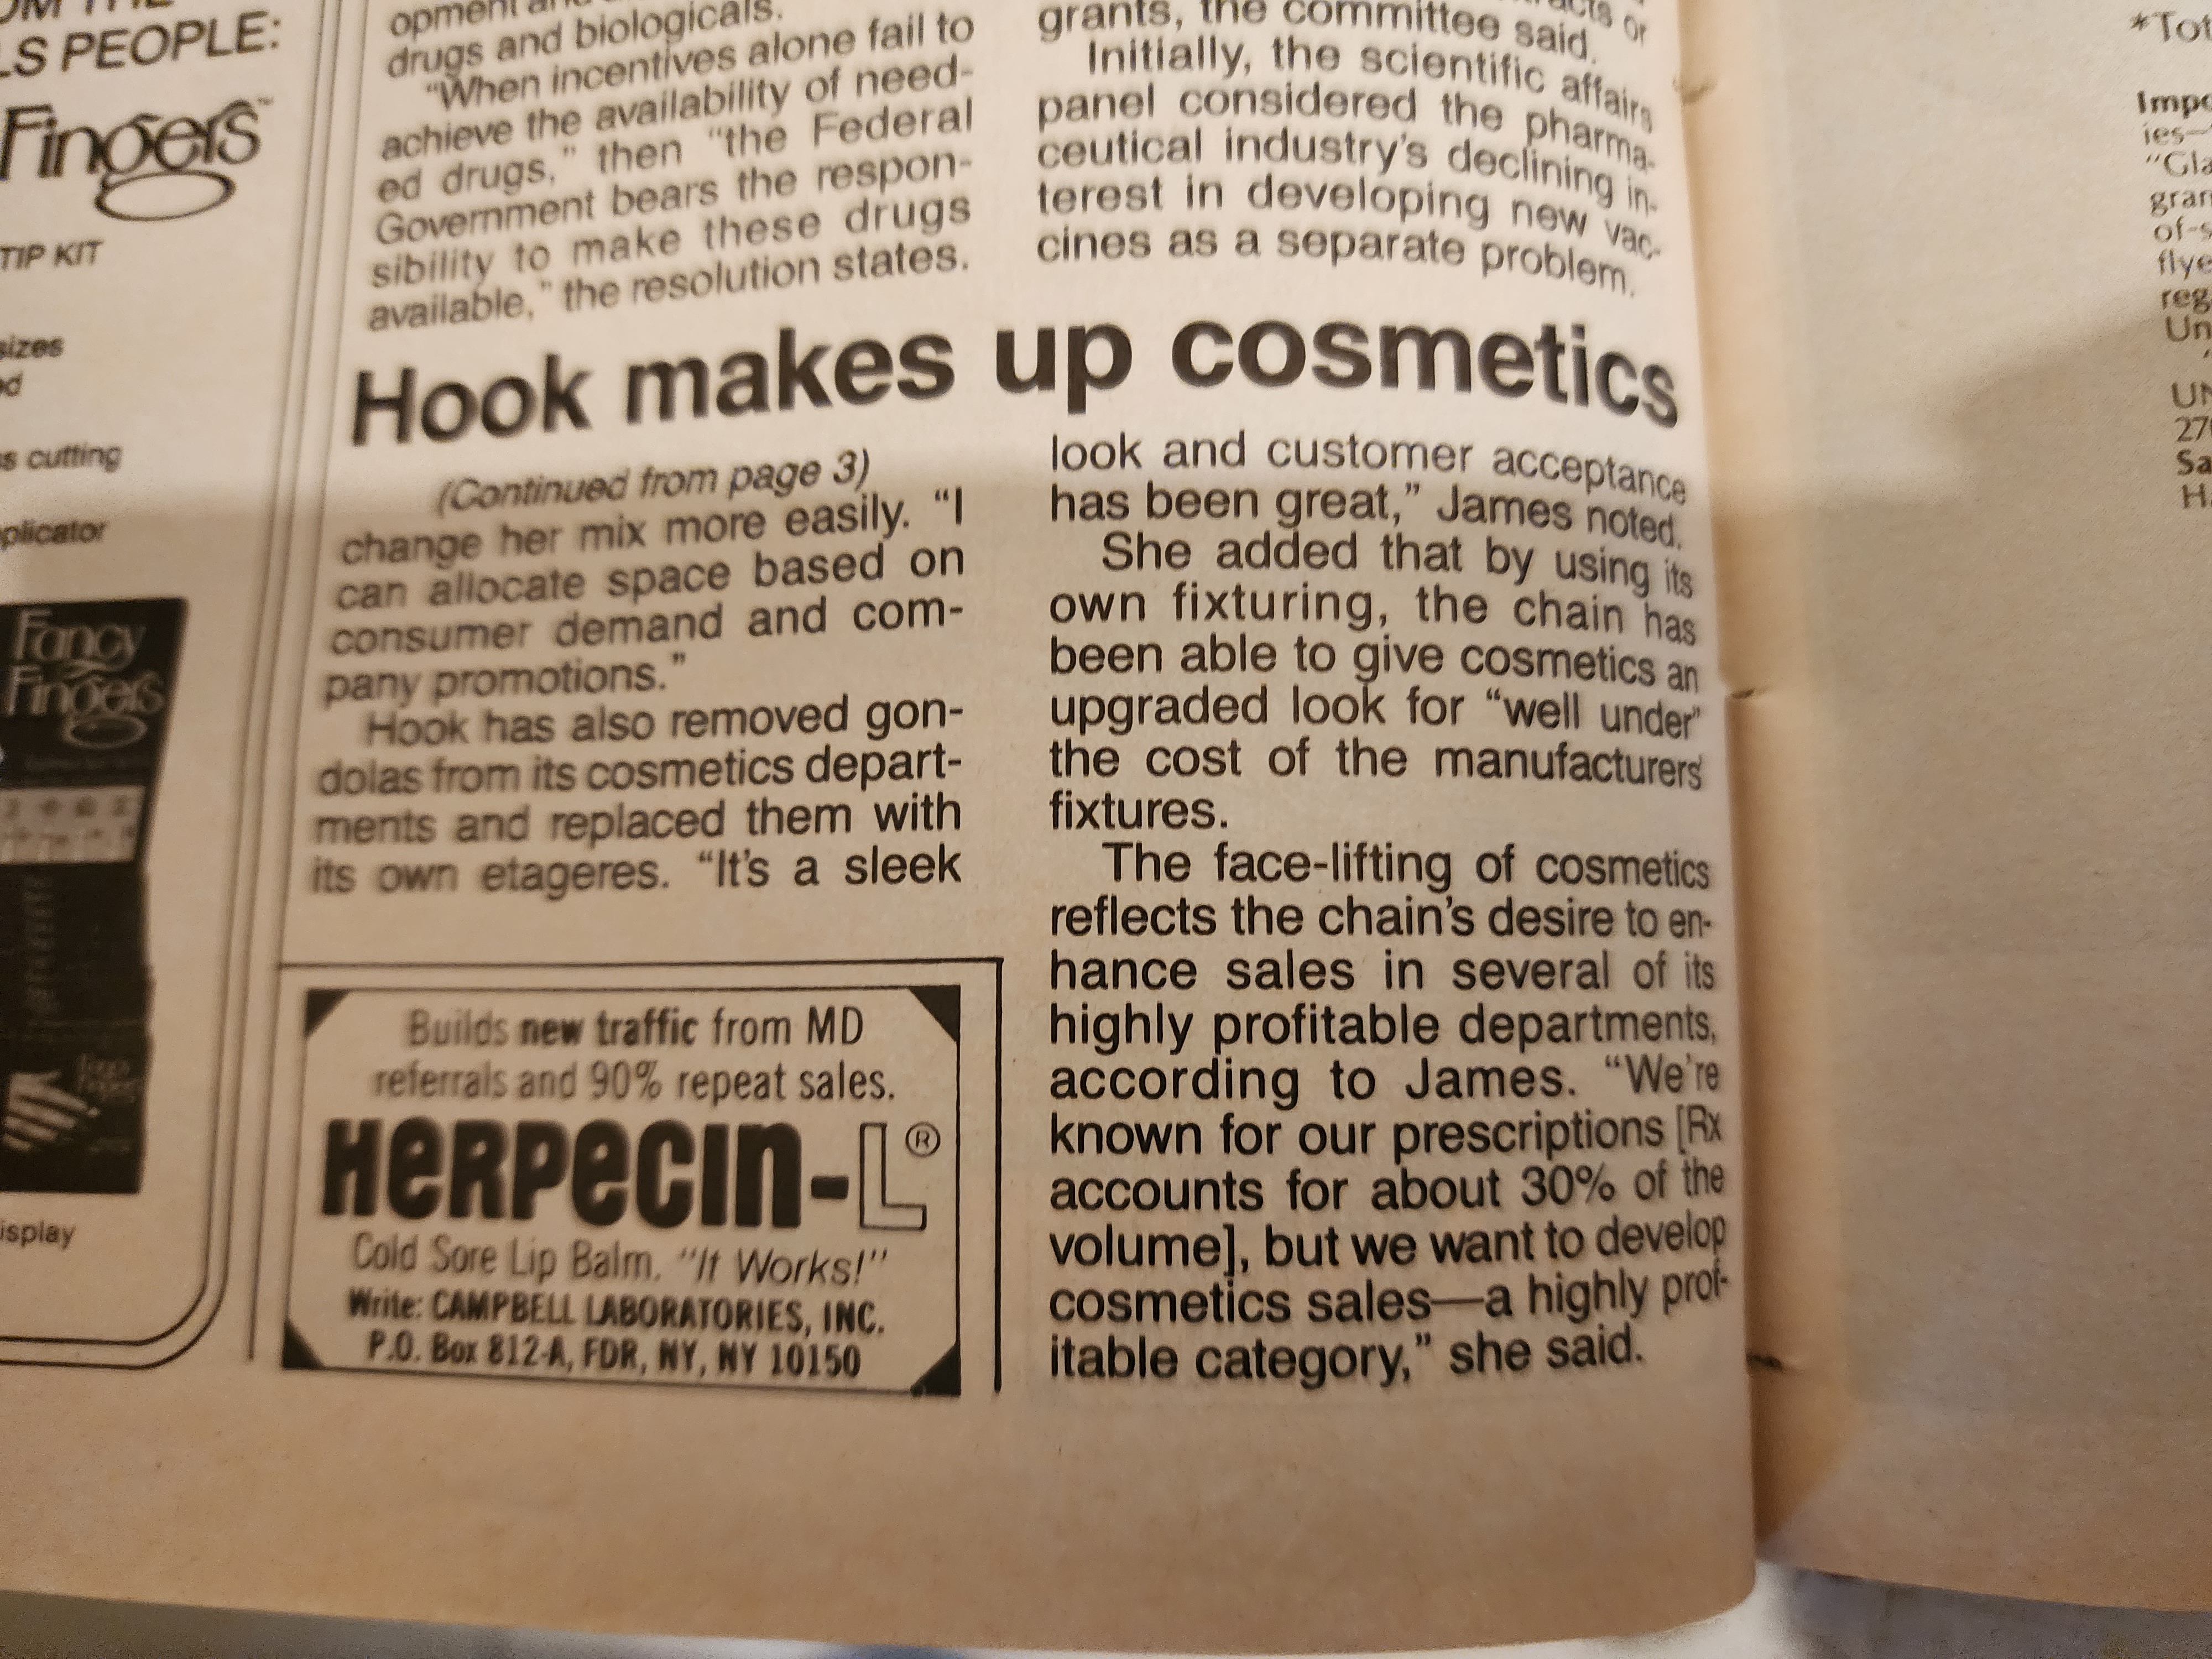 LS PEOPLE:
Fingers™
TIP KIT
sizes
cutting
Fancy
Fingers
drugs and biologicals.
"When incentives alone fail to
achieve the availability of need-
ed drugs," then "the Federal
Government bears the respon-
sibility to make these drugs
available," the resolution states.
grants, the committee said.
Initially, the scientific affairs
panel considered the pharma-
ceutical industry's declining in-
terest in developing new vac-
cines as a separate problem.
Hook makes up cosmetics
(Continued from page 3)
change her mix more easily. "I
can allocate space based on
consumer demand and com-
pany promotions."
Hook has also removed gon-
dolas from its cosmetics depart-
ments and replaced them with
its own etageres. "It's a sleek
look and customer acceptance
has been great," James noted.
She added that by using its
own fixturing, the chain has
been able to give cosmetics an
upgraded look for "well under"
the cost of the manufacturers'
fixtures.
The face-lifting of cosmetics
reflects the chain's desire to en-
hance sales in several of its
highly profitable departments,
according to James. "We're
known for our prescriptions [Rx
accounts for about 30% of the
volume], but we want to develop
cosmetics sales—a highly prof-
itable category," she said.
Builds new traffic from MD
referrals and 90% repeat sales.
HERPECIN-L®
Cold Sore Lip Balm. "It Works!"
Write: CAMPBELL LABORATORIES, INC.
P.O. Box 812-A, FDR, NY, NY 10150